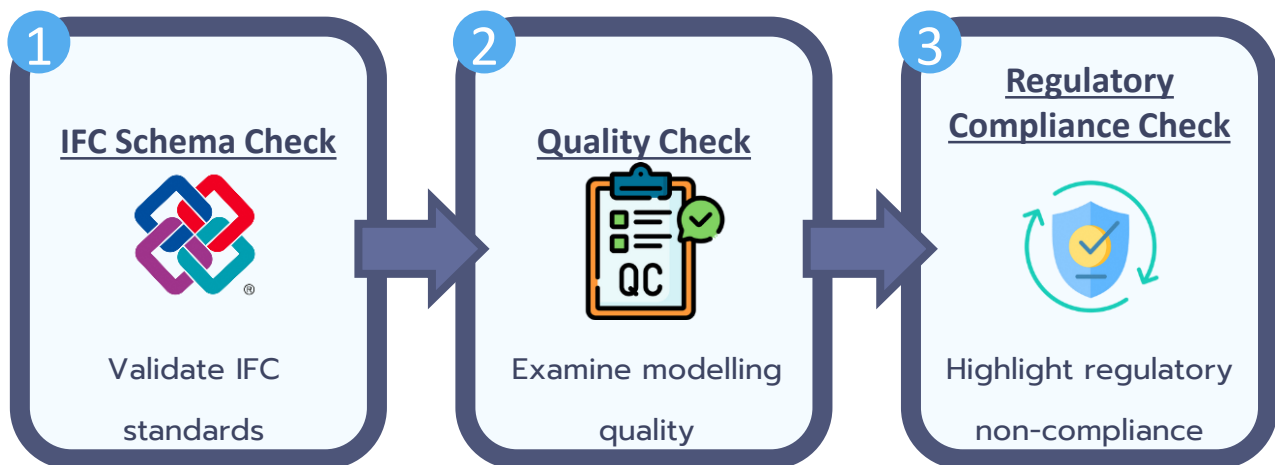 1
IFC Schema Check
®
Validate IFC
standards
2
Quality Check
QC
Examine modelling
quality
3
Regulatory
Compliance Check
Highlight regulatory
non-compliance